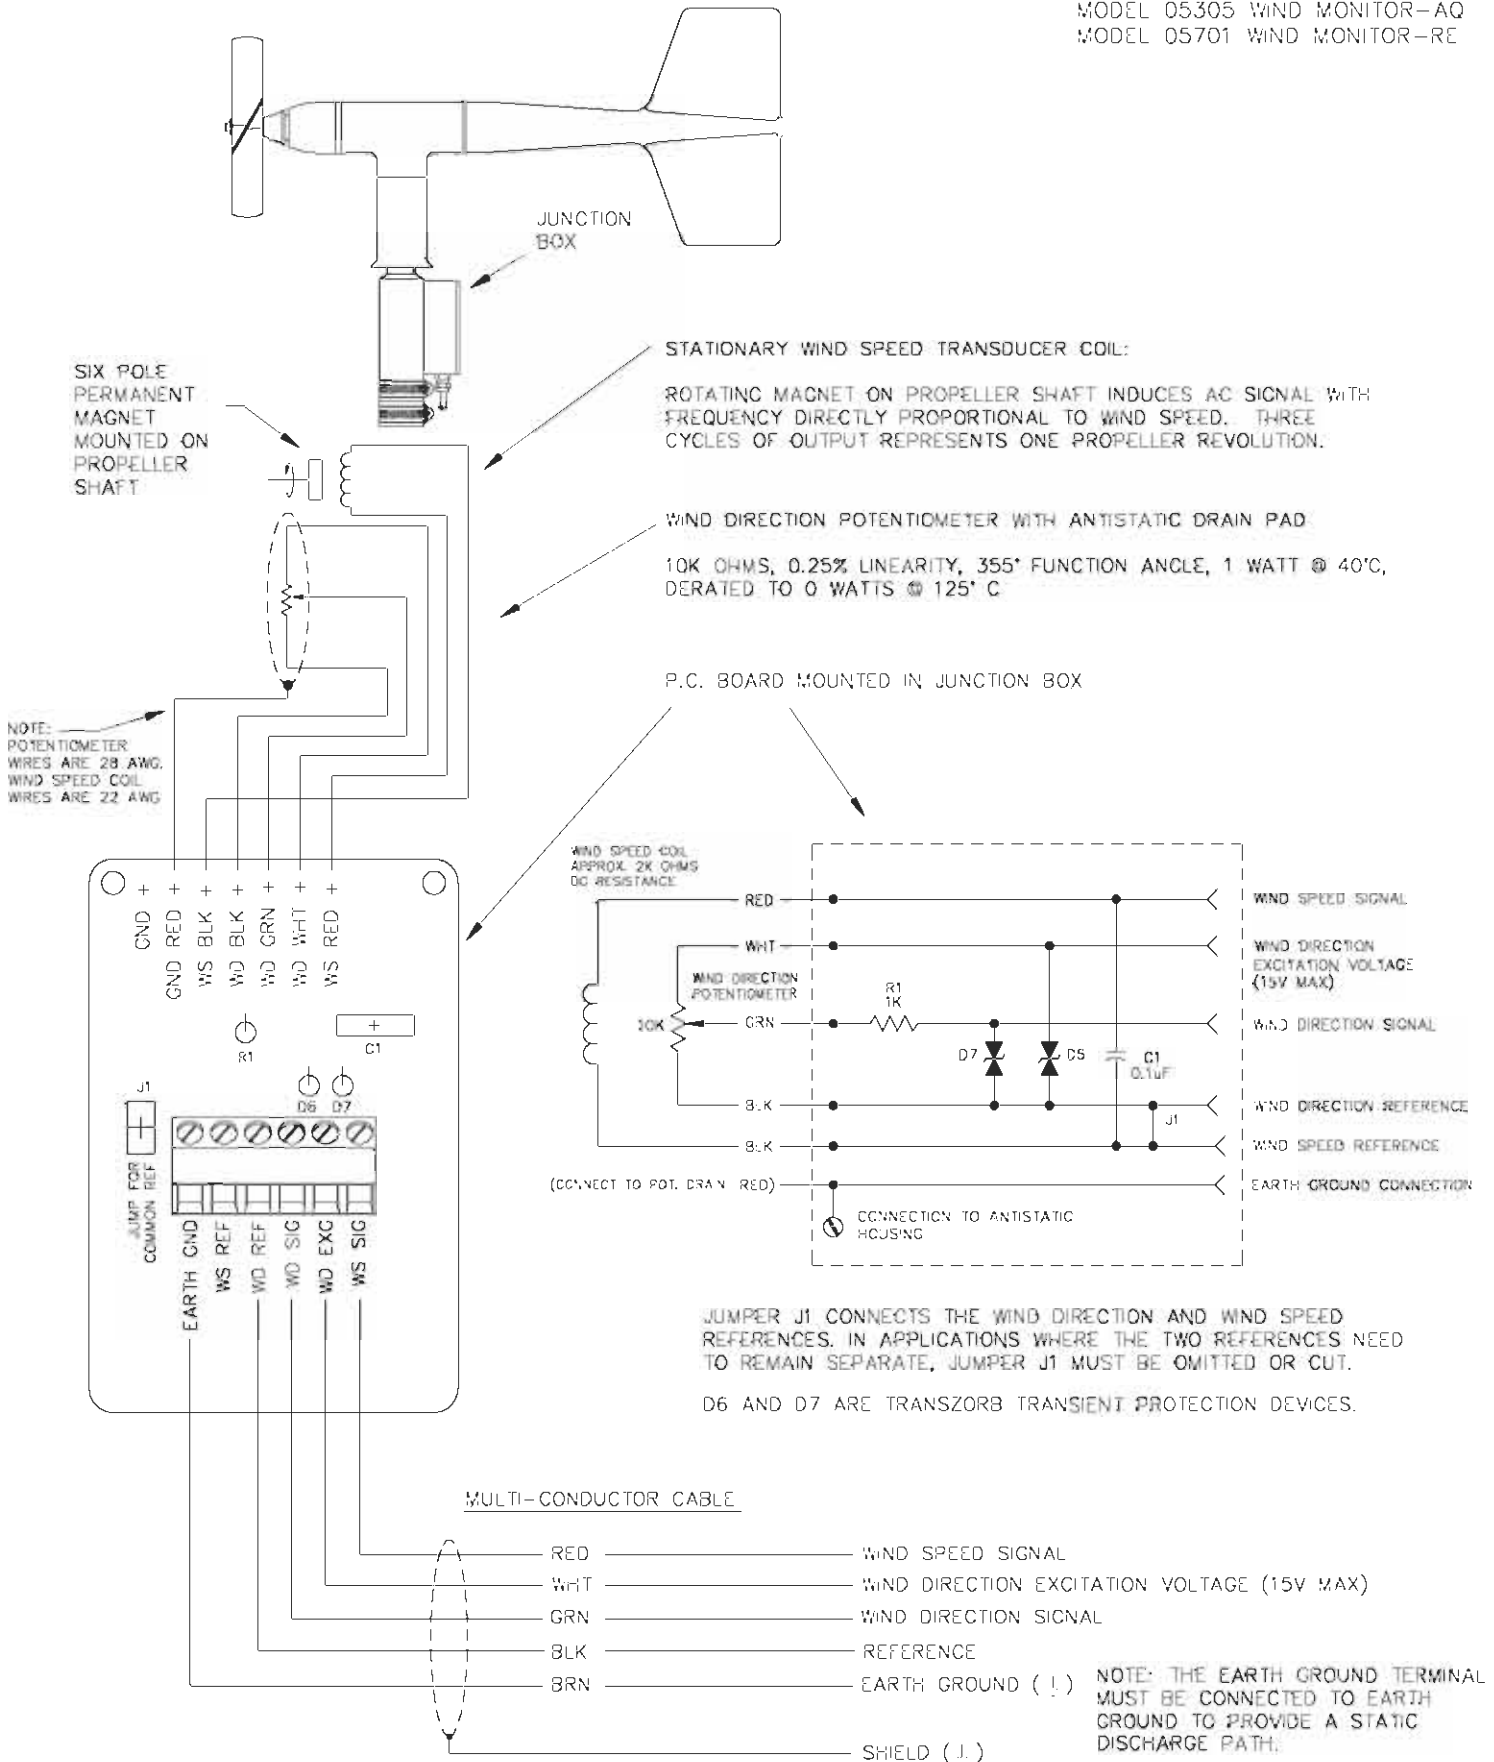 MODEL 05305 WIND MONITOR-AQ
MODEL 05701 WIND MONITOR-RE
JUNCTION
BOX
SIX POLE
PERMANENT
MAGNET
MOUNTED ON
PROPELLER
SHAFT
STATIONARY WIND SPEED TRANSDUCER COIL:
ROTATING MAGNET ON PROPELLER SHAFT INDUCES AC SIGNAL WITH
FREQUENCY DIRECTLY PROPORTIONAL TO WIND SPEED. THREE
CYCLES OF OUTPUT REPRESENTS ONE PROPELLER REVOLUTION.
WIND DIRECTION POTENTIOMETER WITH ANTISTATIC DRAIN PAD
10K OHMS, 0.25% LINEARITY, 355° FUNCTION ANGLE, 1 WATT @ 40°C,
DERATED TO 0 WATTS @ 125° C
P.C. BOARD MOUNTED IN JUNCTION BOX
NOTE:
POTENTIOMETER
WIRES ARE 28 AWG.
WIND SPEED COIL
WIRES ARE 22 AWG
GND +
GND RED +
WS BLK +
WD BLK +
WD GRN +
WD WHT +
WS RED +
R1
C1
J1
D6 D7
JUMP FOR
COMMON REF
EARTH GND
WS REF
WD REF
WD SIG
WD EXC
WS SIG
WIND SPEED COIL
APPROX. 2K OHMS
DC RESISTANCE
RED
WIND SPEED SIGNAL
WHT
WIND DIRECTION
EXCITATION VOLTAGE
(15V MAX)
WIND DIRECTION
POTENTIOMETER
10K
GRN
R1
1K
WIND DIRECTION SIGNAL
D7
C1
0.1uF
BLK
WIND DIRECTION REFERENCE
J1
BLK
WIND SPEED REFERENCE
(CONNECT TO POT. DRAIN RED)
EARTH GROUND CONNECTION
CONNECTION TO ANTISTATIC
HOUSING
JUMPER J1 CONNECTS THE WIND DIRECTION AND WIND SPEED
REFERENCES. IN APPLICATIONS WHERE THE TWO REFERENCES NEED
TO REMAIN SEPARATE, JUMPER J1 MUST BE OMITTED OR CUT.
D6 AND D7 ARE TRANSZORB TRANSIENT PROTECTION DEVICES.
MULTI-CONDUCTOR CABLE
RED WIND SPEED SIGNAL
WHT WIND DIRECTION EXCITATION VOLTAGE (15V MAX)
GRN WIND DIRECTION SIGNAL
BLK REFERENCE
BRN EARTH GROUND
SHIELD
NOTE: THE EARTH GROUND TERMINAL
MUST BE CONNECTED TO EARTH
GROUND TO PROVIDE A STATIC
DISCHARGE PATH.